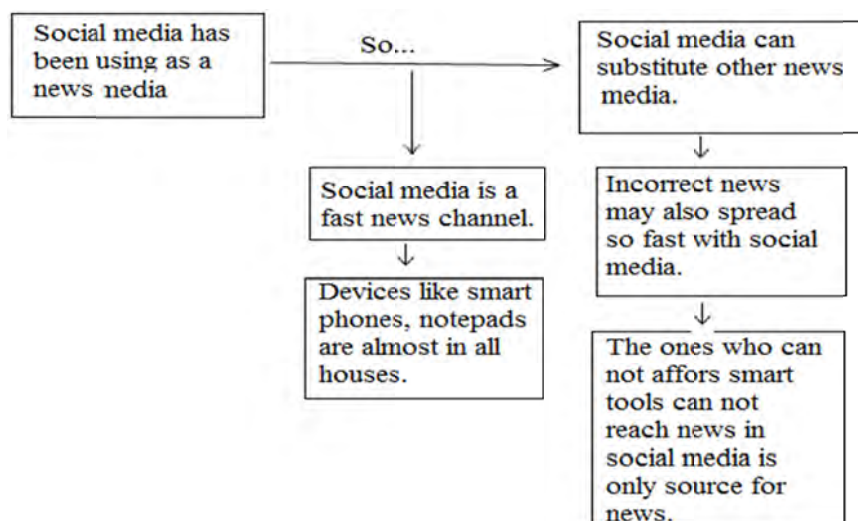 Social media has
been using as a
news media
So...
Social media can
substitute other news
media.
Social media is a
fast news channel.
Devices like smart
phones, notepads
are almost in all
houses.
Incorrect news
may also spread
so fast with social
media.
The ones who can
not affors smart
tools can not
reach news in
social media is
only source for
news.